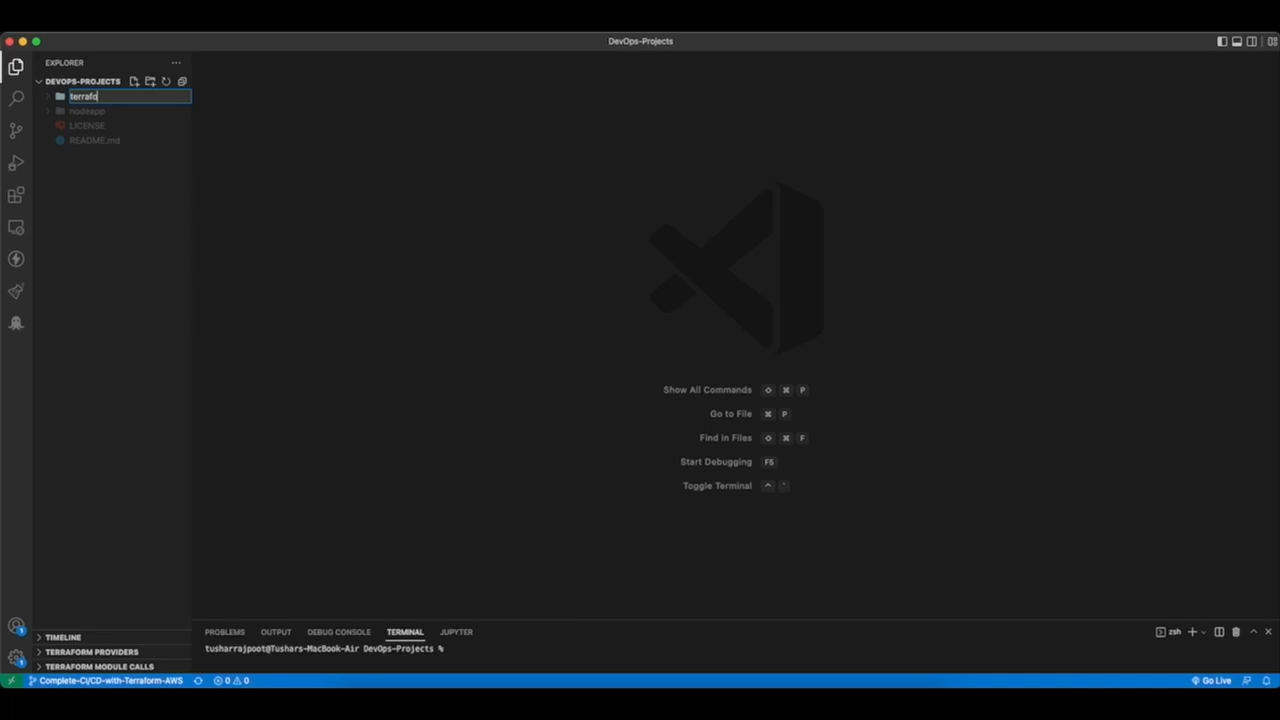 DevOps-Projects
EXPLORER
DEVOPS-PROJECTS
terrafo
nodeapp
LICENSE
README.md
Show All Commands ⇧ ⌘ P
Go to File ⌘ P
Find in Files ⇧ ⌘ F
Start Debugging F5
Toggle Terminal ^ `
TIMELINE
TERRAFORM PROVIDERS
TERRAFORM MODULE CALLS
PROBLEMS OUTPUT DEBUG CONSOLE TERMINAL JUPYTER
zsh
tusharrajpoot@Tushars-MacBook-Air DevOps-Projects %
1
1
Complete-CI/CD-with-Terraform-AWS 0 0 Go Live